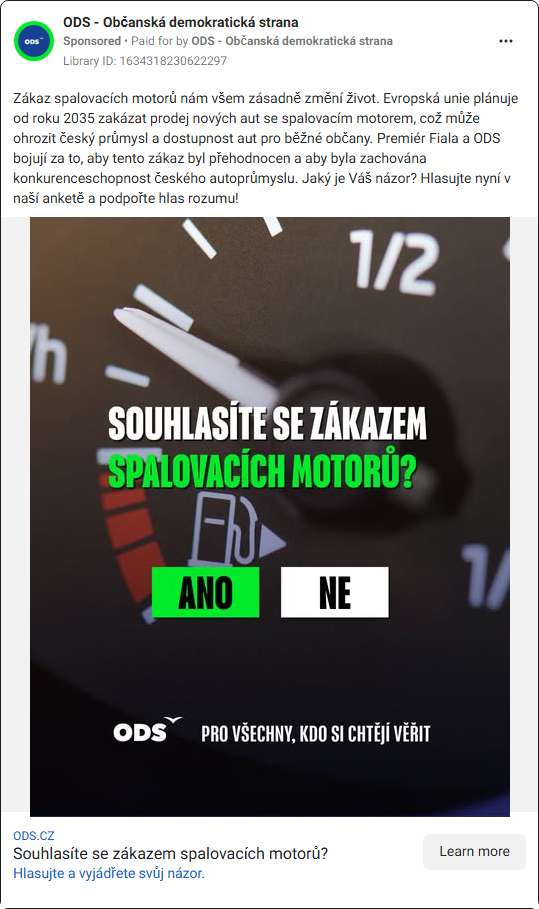 ODS - Občanská demokratická strana
Sponsored • Paid for by ODS - Občanská demokratická strana
Library ID: 1634318230622297
Zákaz spalovacích motorů nám všem zásadně změní život. Evropská unie plánuje
od roku 2035 zakázat prodej nových aut se spalovacím motorem, což může
ohrozit český průmysl a dostupnost aut pro běžné občany. Premiér Fiala a ODS
bojují za to, aby tento zákaz byl přehodnocen a aby byla zachována
konkurenceschopnost českého autoprůmyslu. Jaký je Váš názor? Hlasujte nyní v
naší anketě a podpořte hlas rozumu!
1/2
/h
SOUHLASÍTE SE ZÁKAZEM
SPALOVACÍCH MOTORŮ?
1/
ANO
NE
ODS
PRO VŠECHNY, KDO SI CHTĚJÍ VĚŘIT
ODS.CZ
Souhlasíte se zákazem spalovacích motorů?
Hlasujte a vyjádřete svůj názor.
Learn more